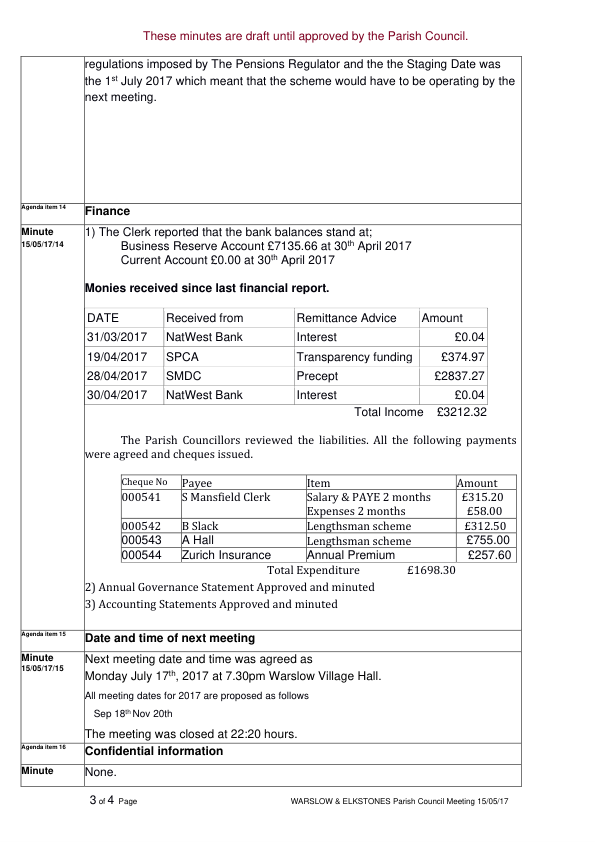 These minutes are draft until approved by the Parish Council.
regulations imposed by The Pensions Regulator and the the Staging Date was
the 1st July 2017 which meant that the scheme would have to be operating by the
next meeting.
Agenda item 14 Finance
Minute
15/05/17/14
1) The Clerk reported that the bank balances stand at;
Business Reserve Account £7135.66 at 30th April 2017
Current Account £0.00 at 30th April 2017
Monies received since last financial report.
DATE Received from Remittance Advice Amount
31/03/2017 NatWest Bank Interest £0.04
19/04/2017 SPCA Transparency funding £374.97
28/04/2017 SMDC Precept £2837.27
30/04/2017 NatWest Bank Interest £0.04
Total Income £3212.32
The Parish Councillors reviewed the liabilities. All the following payments
were agreed and cheques issued.
Cheque No Payee Item Amount
000541 S Mansfield Clerk Salary & PAYE 2 months £315.20
Expenses 2 months £58.00
000542 B Slack Lengthsman scheme £312.50
000543 A Hall Lengthsman scheme £755.00
000544 Zurich Insurance Annual Premium £257.60
Total Expenditure £1698.30
2) Annual Governance Statement Approved and minuted
3) Accounting Statements Approved and minuted
Agenda item 15 Date and time of next meeting
Minute
15/05/17/15
Next meeting date and time was agreed as
Monday July 17th, 2017 at 7.30pm Warslow Village Hall.
All meeting dates for 2017 are proposed as follows
Sep 18th Nov 20th
The meeting was closed at 22:20 hours.
Agenda item 16 Confidential information
Minute None.
3 of 4 Page WARSLOW & ELKSTONES Parish Council Meeting 15/05/17